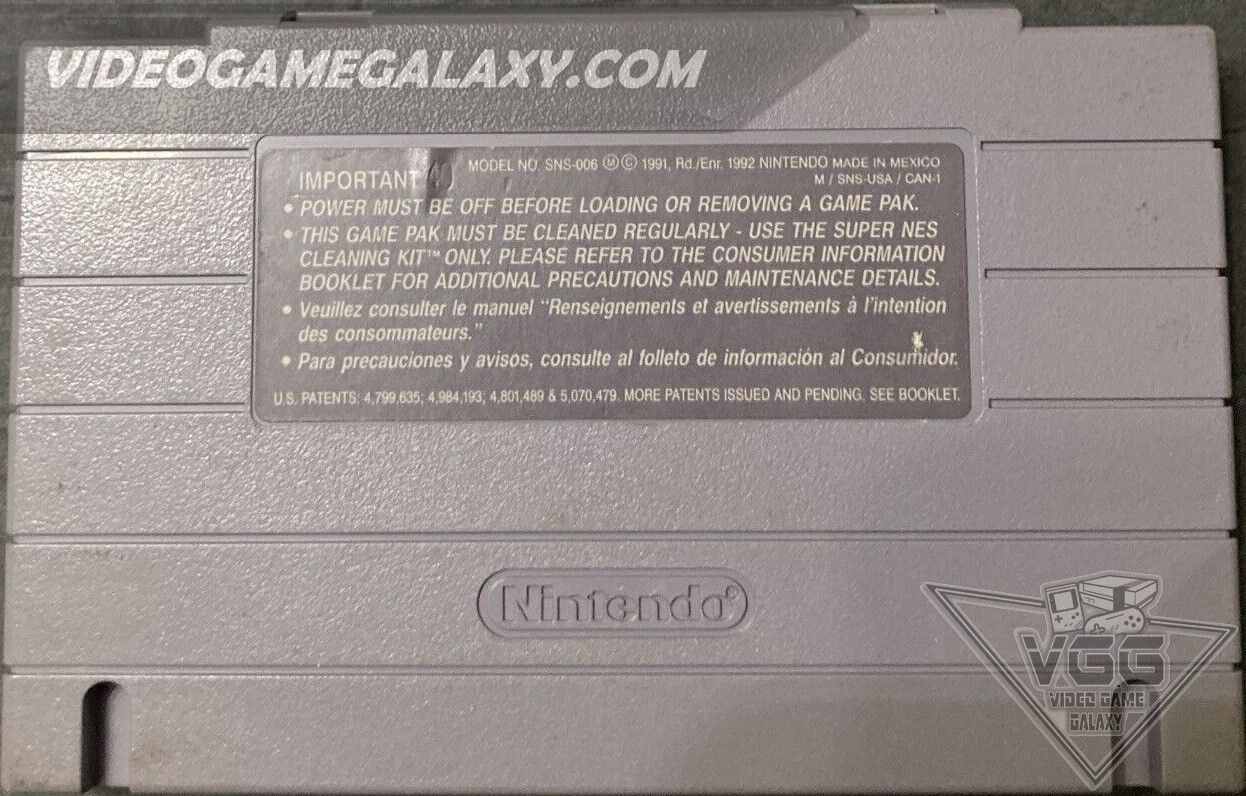 VIDEOGAMEGALAXY.COM
MODEL NO. SNS-006 Ⓜ© 1991, Rd./Enr. 1992 NINTENDO MADE IN MEXICO
IMPORTANT
M / SNS-USA / CAN-1
• POWER MUST BE OFF BEFORE LOADING OR REMOVING A GAME PAK.
• THIS GAME PAK MUST BE CLEANED REGULARLY - USE THE SUPER NES
CLEANING KIT™ ONLY. PLEASE REFER TO THE CONSUMER INFORMATION
BOOKLET FOR ADDITIONAL PRECAUTIONS AND MAINTENANCE DETAILS.
• Veuillez consulter le manuel "Renseignements et avertissements à l'intention
des consommateurs."
• Para precauciones y avisos, consulte al folleto de información al Consumidor.
U.S. PATENTS: 4,799,635; 4,984,193; 4,801,489 & 5,070,479. MORE PATENTS ISSUED AND PENDING. SEE BOOKLET.
Nintendo®
VGG
VIDEO GAME
GALAXY